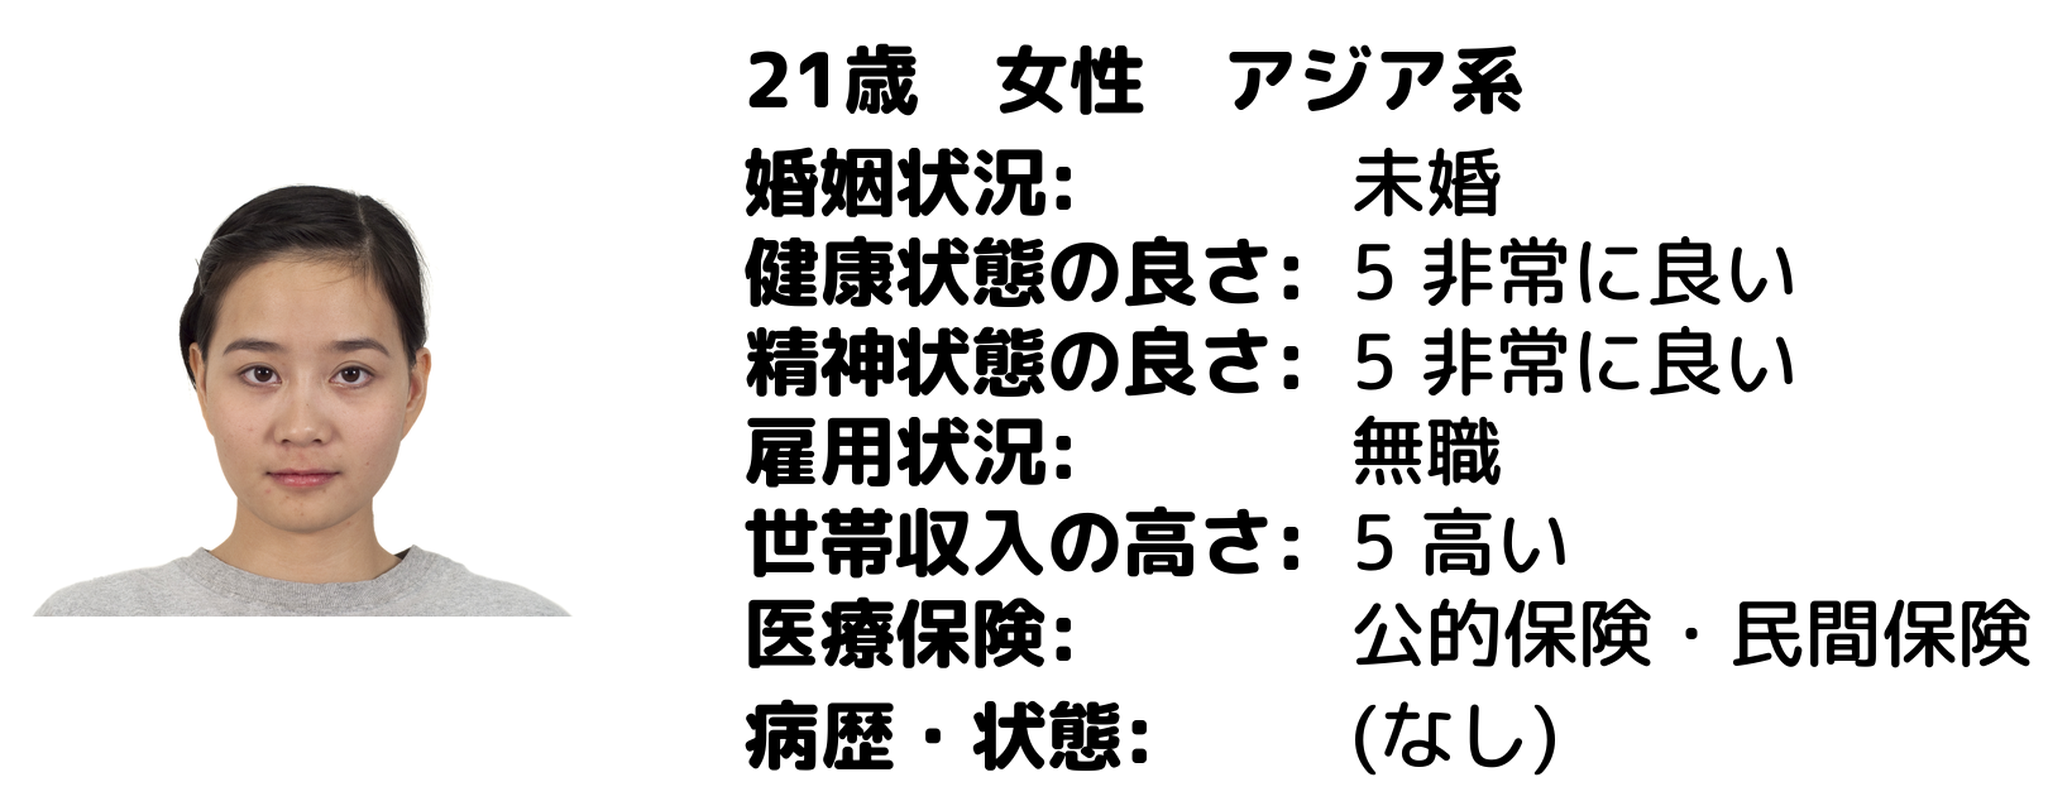 21歳　女性　アジア系
婚姻状況: 未婚
健康状態の良さ: 5 非常に良い
精神状態の良さ: 5 非常に良い
雇用状況: 無職
世帯収入の高さ: 5 高い
医療保険: 公的保険・民間保険
病歴・状態: (なし)